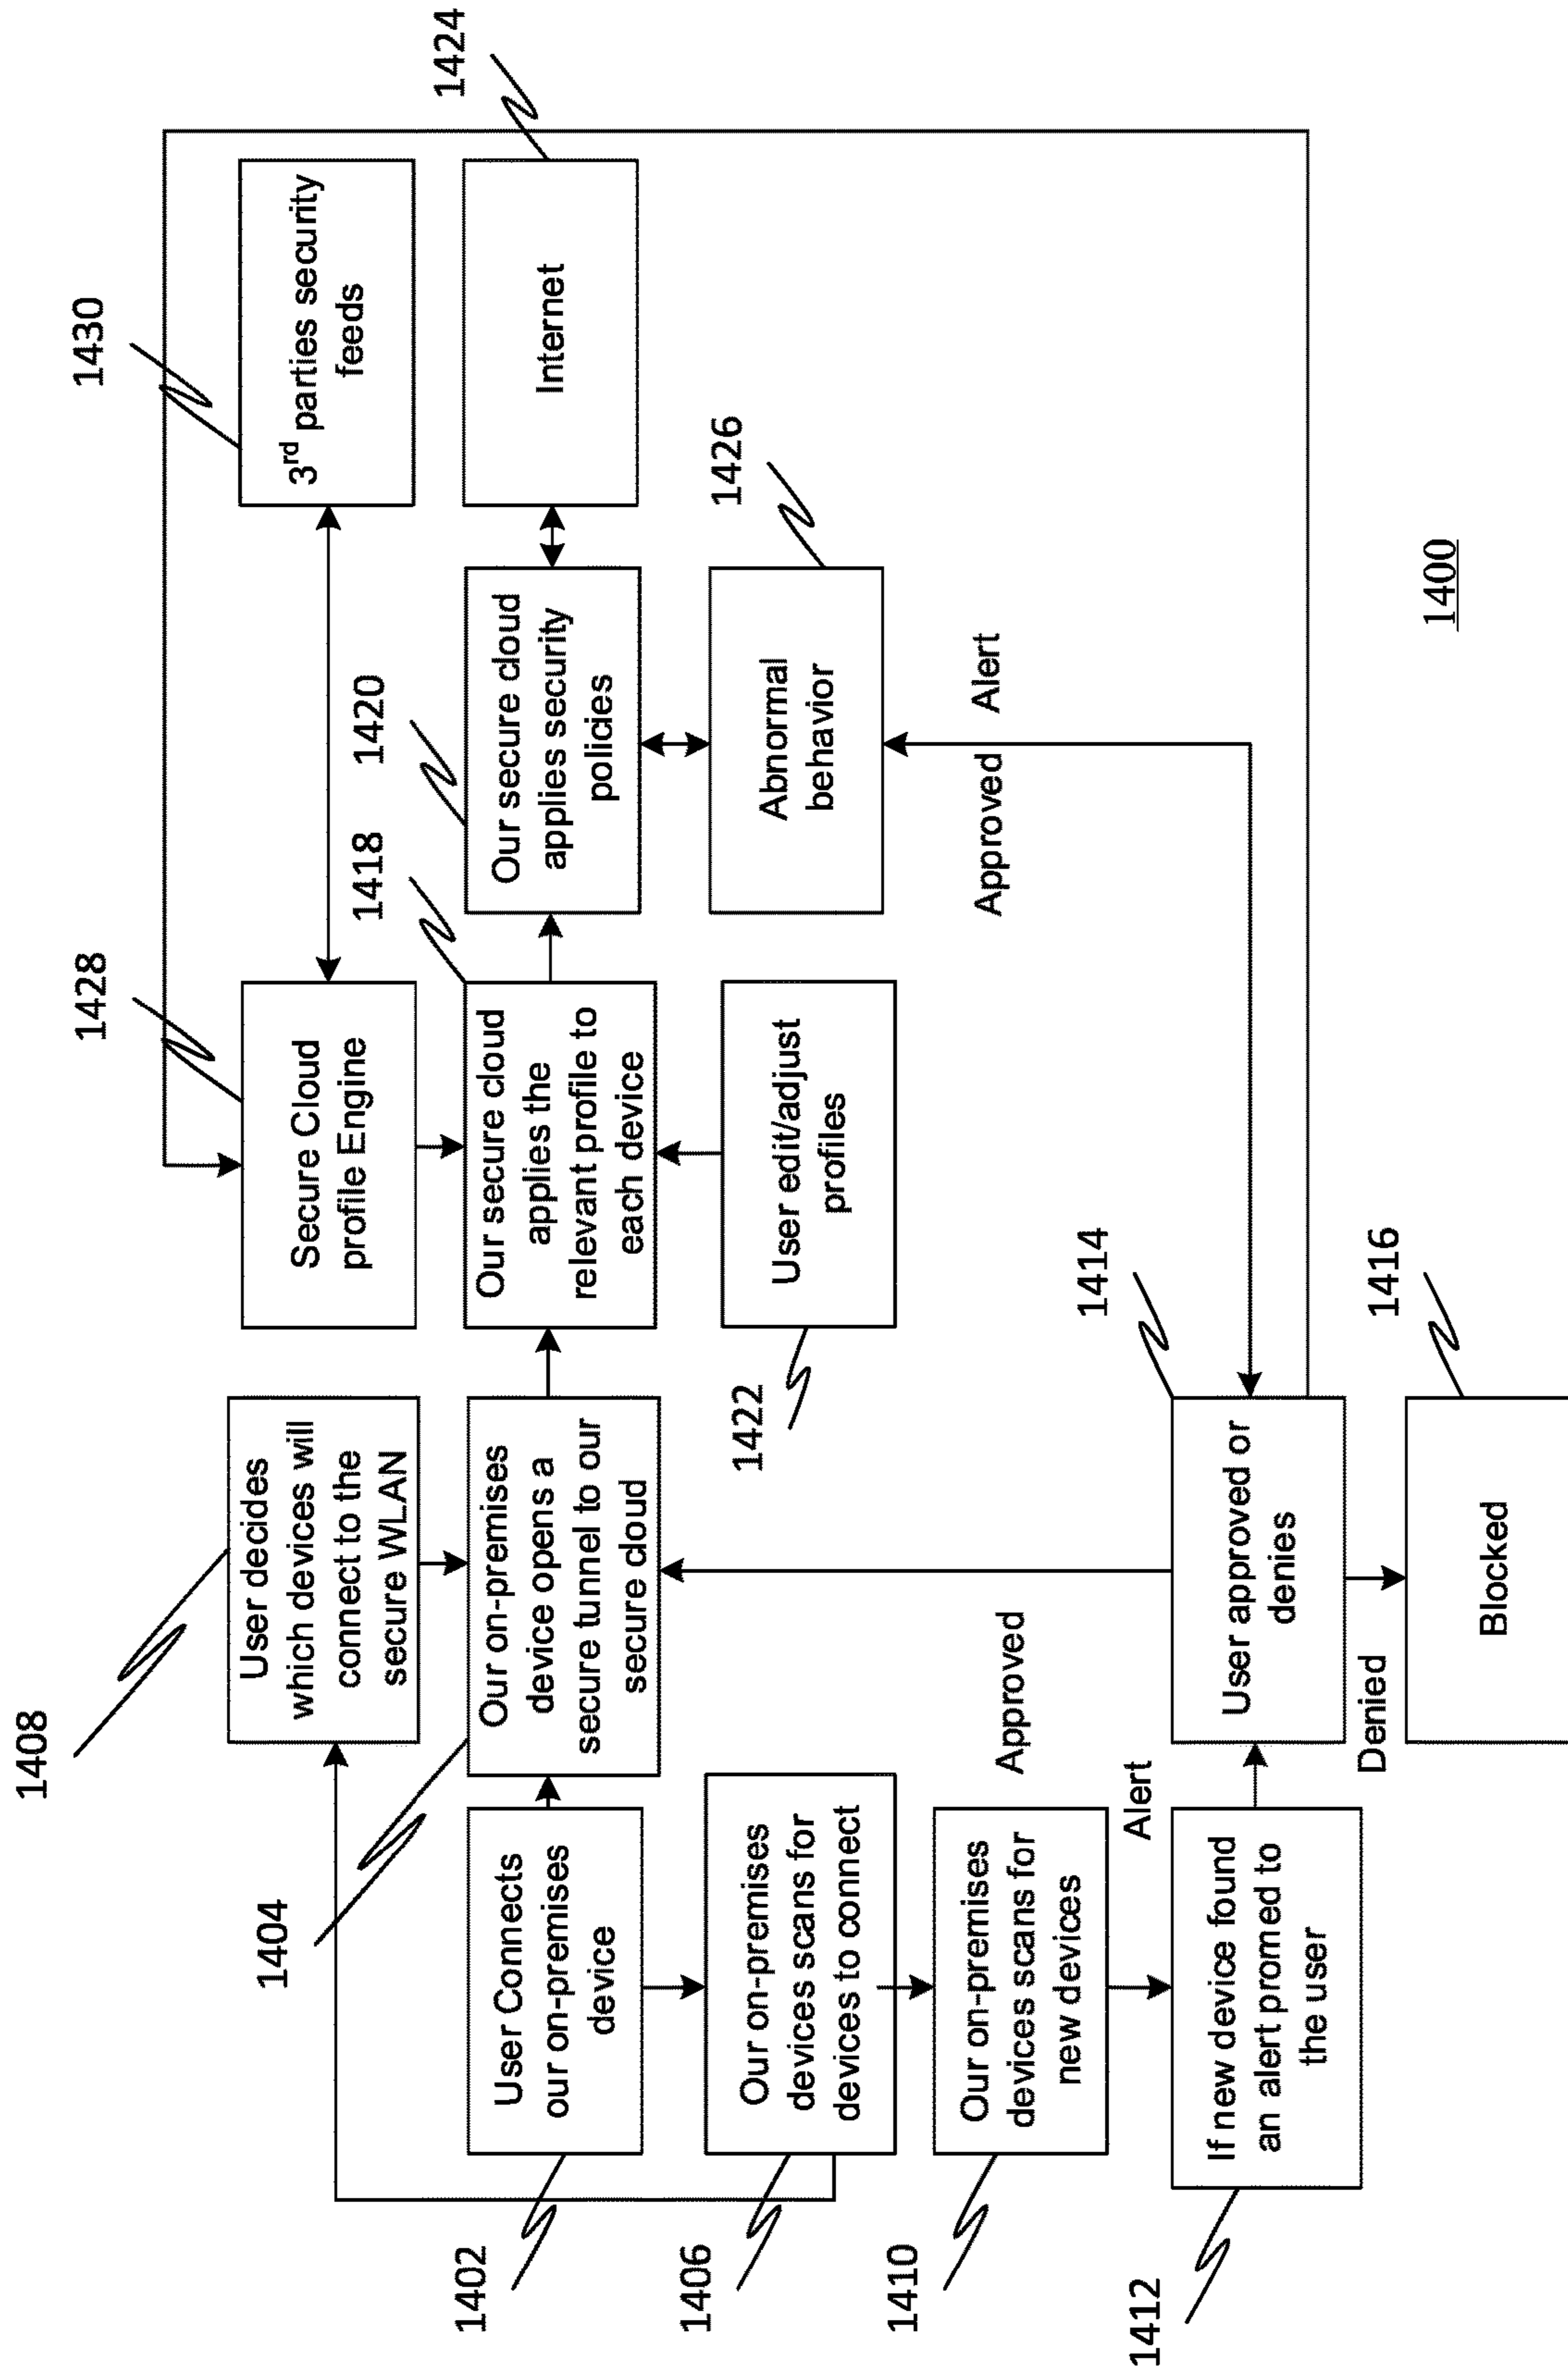 1408
User decides
which devices will
connect to the
secure WLAN
1428
Secure Cloud
profile Engine
1430
3rd parties security
feeds
1404
1418
1420
1424
1402
User Connects
our on-premises
device
Our on-premises
device opens a
secure tunnel to our
secure cloud
Our secure cloud
applies the
relevant profile to
each device
Our secure cloud
applies security
policies
Internet
1406
Our on-premises
devices scans for
devices to connect
1422
User edit/adjust
profiles
1426
Abnormal
behavior
1410
Our on-premises
devices scans for
new devices
Approved
Approved
Alert
1412
If new device found
an alert promed to
the user
Alert
1414
User approved or
denies
Denied
1416
Blocked
1400